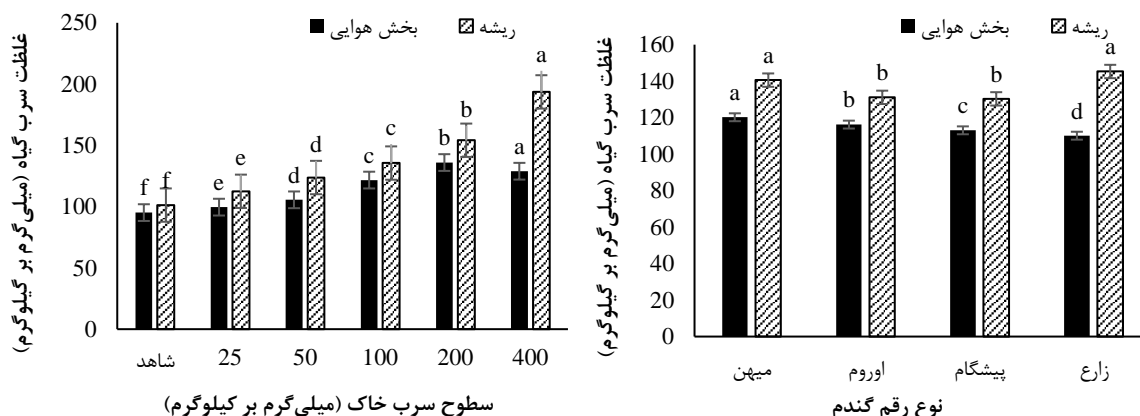 بخش هوایی ریشه
غلظت سرب گیاه (میلی‌گرم بر گیلوگرم)
250
200
150
100
50
0
f f e e d d c c b b a a
شاهد 25 50 100 200 400
سطوح سرب خاک (میلی‌گرم بر کیلوگرم)
بخش هوایی ریشه
غلظت سرب گیاه (میلی‌گرم بر گیلوگرم)
160
140
120
100
80
60
40
20
0
a a b b c b d a
میهن اوروم پیشگام زارع
نوع رقم گندم